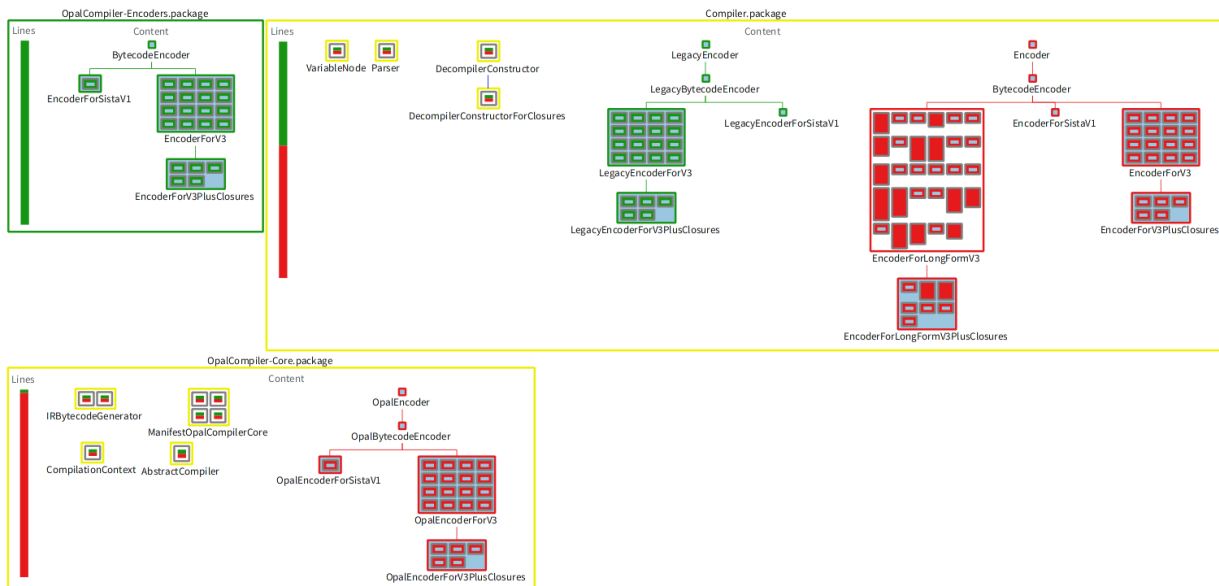 OpalCompiler-Encoders.package
Lines
Content
BytecodeEncoder
EncoderForSistaV1
EncoderForV3
EncoderForV3PlusClosures
Compiler.package
Lines
Content
VariableNode
Parser
DecompilerConstructor
DecompilerConstructorForClosures
LegacyEncoder
LegacyBytecodeEncoder
LegacyEncoderForSistaV1
LegacyEncoderForV3
LegacyEncoderForV3PlusClosures
Encoder
BytecodeEncoder
EncoderForSistaV1
EncoderForV3
EncoderForV3PlusClosures
EncoderForLongFormV3
EncoderForLongFormV3PlusClosures
OpalCompiler-Core.package
Lines
Content
IRBytecodeGenerator
ManifestOpalCompilerCore
CompilationContext
AbstractCompiler
OpalEncoder
OpalBytecodeEncoder
OpalEncoderForSistaV1
OpalEncoderForV3
OpalEncoderForV3PlusClosures